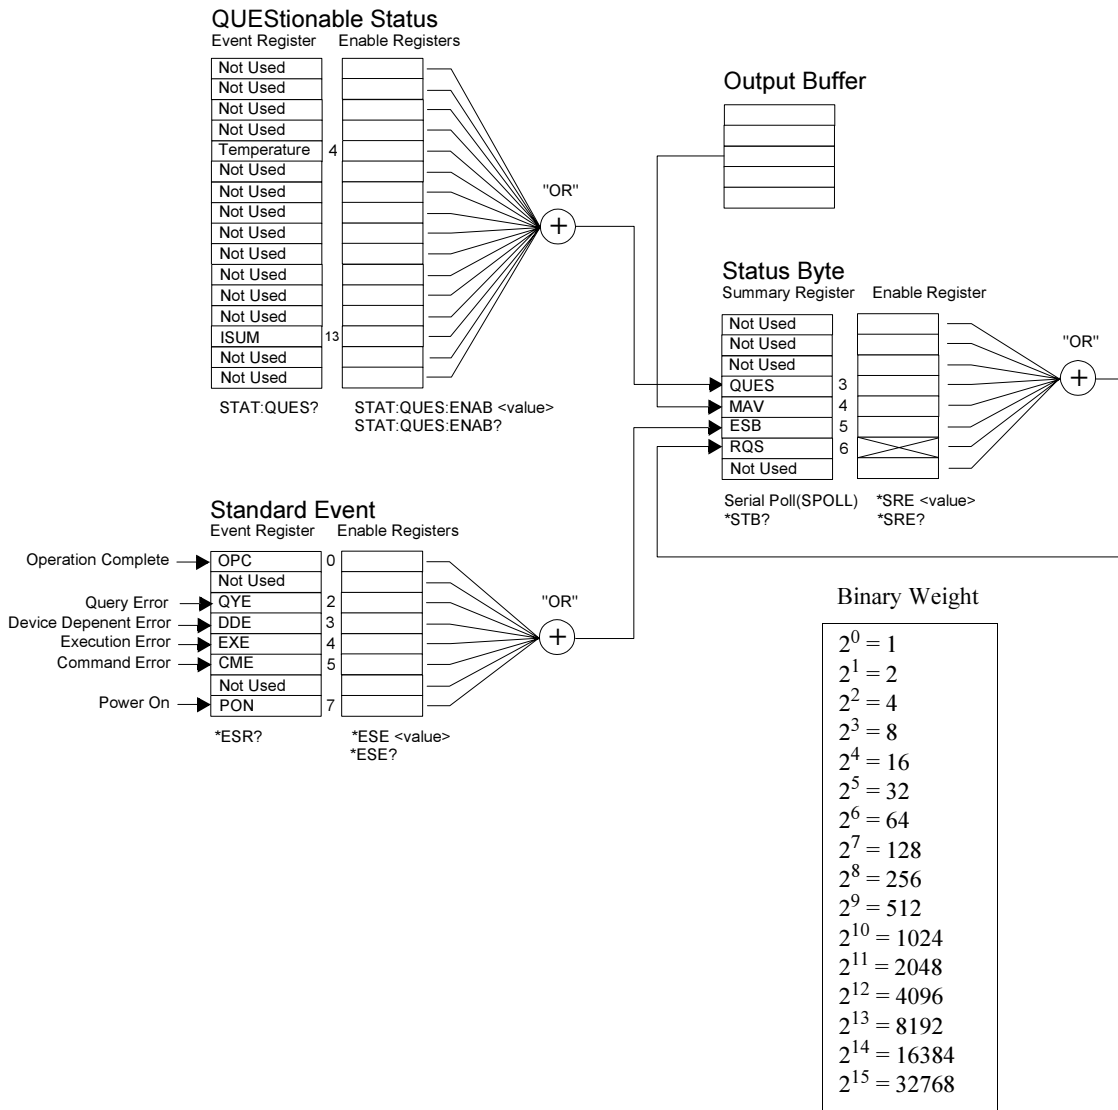 QUEStionable Status
Event Register Enable Registers
Not Used
Not Used
Not Used
Not Used
Temperature 4
Not Used
Not Used
Not Used
Not Used
Not Used
Not Used
Not Used
Not Used
ISUM 13
Not Used
Not Used
STAT:QUES? STAT:QUES:ENAB <value>
STAT:QUES:ENAB?
"OR"
+
Output Buffer
Status Byte
Summary Register Enable Register
Not Used
Not Used
Not Used
QUES 3
MAV 4
ESB 5
RQS 6
Not Used
Serial Poll(SPOLL) *SRE <value>
*STB? *SRE?
"OR"
+
Standard Event
Event Register Enable Registers
Operation Complete OPC 0
Not Used
Query Error QYE 2
Device Depenent Error DDE 3
Execution Error EXE 4
Command Error CME 5
Not Used
Power On PON 7
*ESR? *ESE <value>
*ESE?
"OR"
+
Binary Weight
2^0 = 1
2^1 = 2
2^2 = 4
2^3 = 8
2^4 = 16
2^5 = 32
2^6 = 64
2^7 = 128
2^8 = 256
2^9 = 512
2^10 = 1024
2^11 = 2048
2^12 = 4096
2^13 = 8192
2^14 = 16384
2^15 = 32768